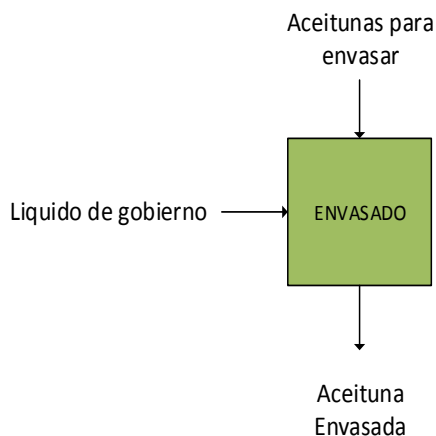 Aceitunas para
envasar
Liquido de gobierno
ENVASADO
Aceituna
Envasada